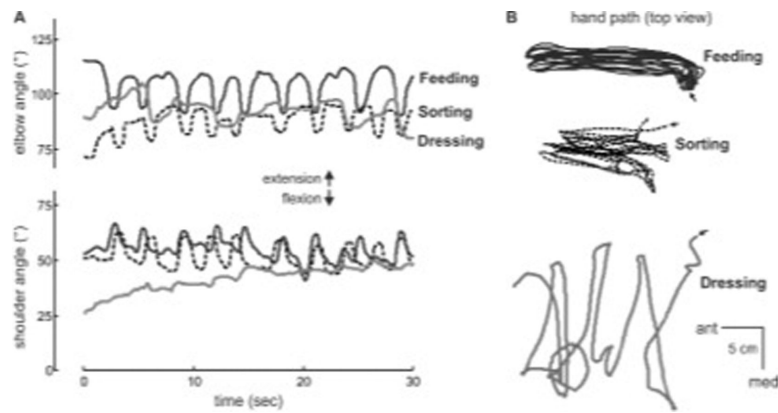 A
elbow angle (°)
125
100
75
Feeding
Sorting
Dressing
extension
flexion
shoulder angle (°)
75
50
25
0
0
10
20
30
time (sec)
B
hand path (top view)
Feeding
Sorting
Dressing
ant
5 cm
med